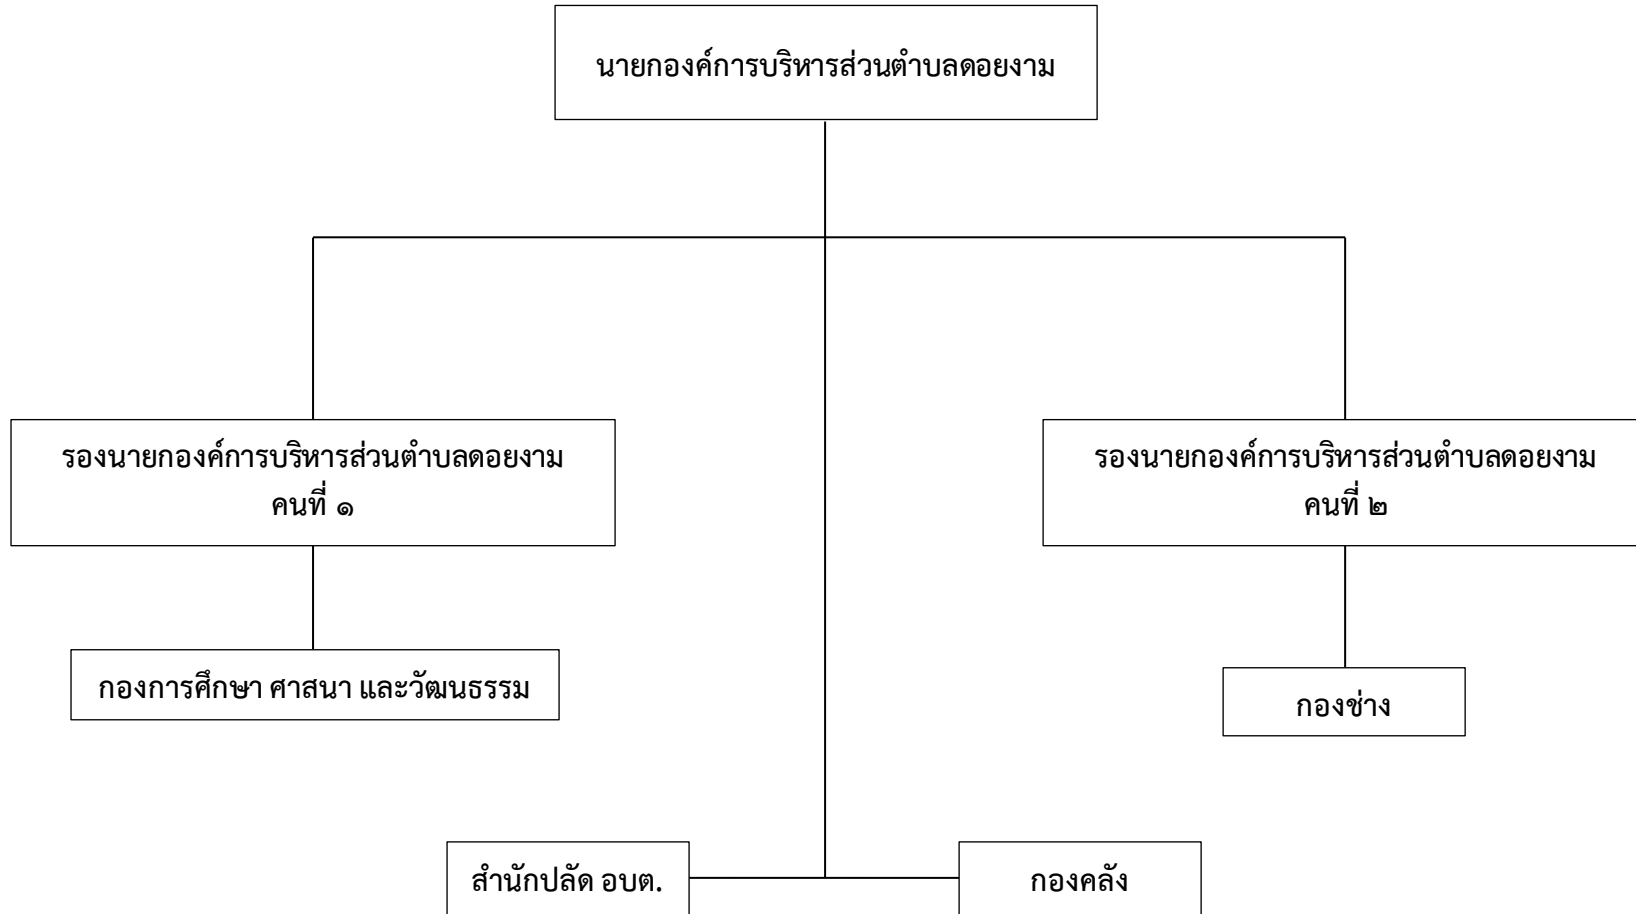 นายกองค์การบริหารส่วนตำบลดอยงาม
รองนายกองค์การบริหารส่วนตำบลดอยงาม
คนที่ ๑
รองนายกองค์การบริหารส่วนตำบลดอยงาม
คนที่ ๒
กองการศึกษา ศาสนา และวัฒนธรรม
กองช่าง
สำนักปลัด อบต.
กองคลัง